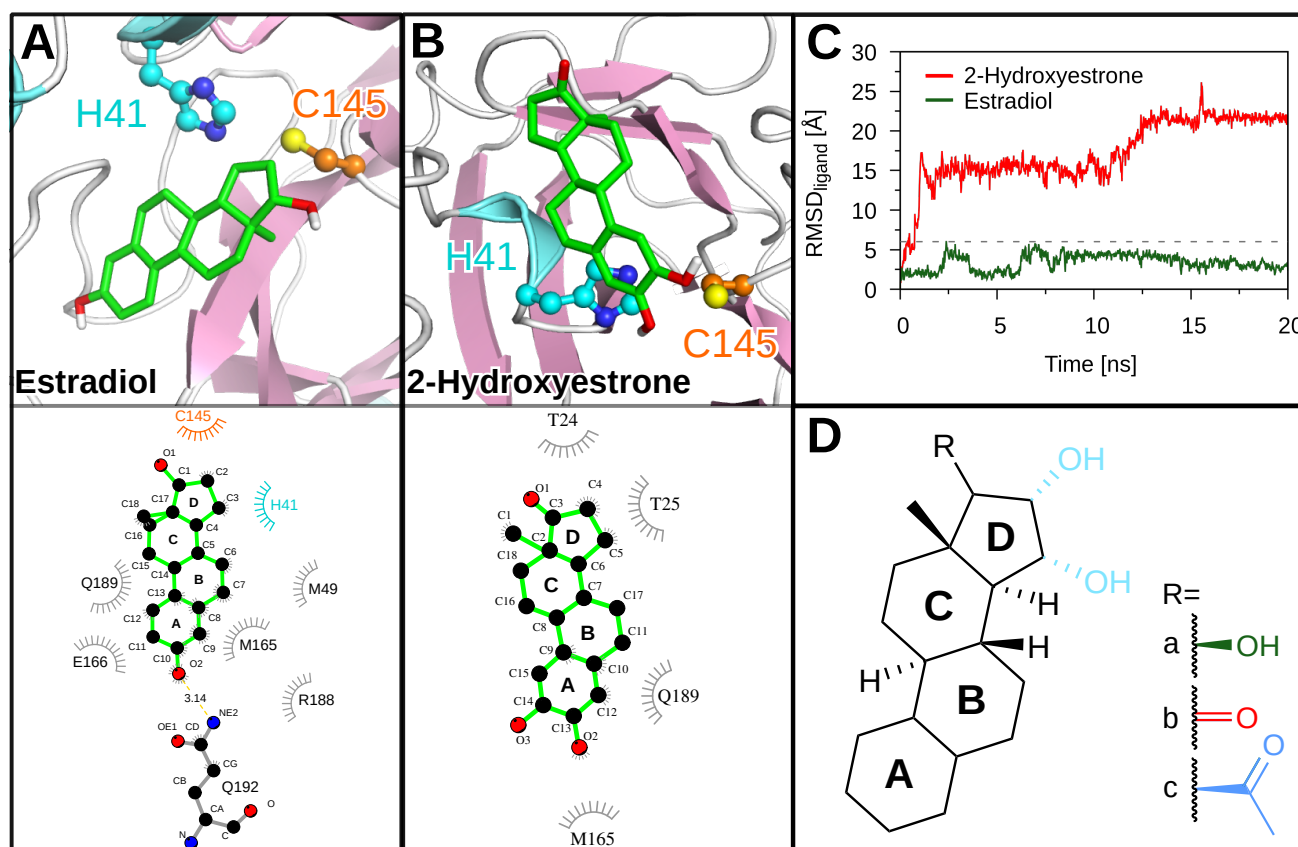 A
H41
C145
Estradiol
B
H41
C145
2-Hydroxyestrone
C
30
25
20
15
10
5
0
RMSDligand [Å]
2-Hydroxyestrone
Estradiol
0
5
10
15
20
Time [ns]
C145
O1
C1
C2
C17
D
C3
C18
H41
C16
C
C4
C5
C6
C15
C14
B
Q189
C7
M49
C13
C8
C12
A
C11
C9
M165
E166
C10
O2
3.14
R188
NE2
OE1
CD
CG
CB
Q192
CA
O
N
C
T24
C4
O1
C3
T25
C1
C2
D
C5
C18
C6
C
C7
C16
C17
C8
B
C11
C9
C10
C15
A
Q189
C14
C12
C13
O3
O2
M165
D
R
OH
D
OH
C
H
H
H
B
A
R=
a
OH
b
O
O
c